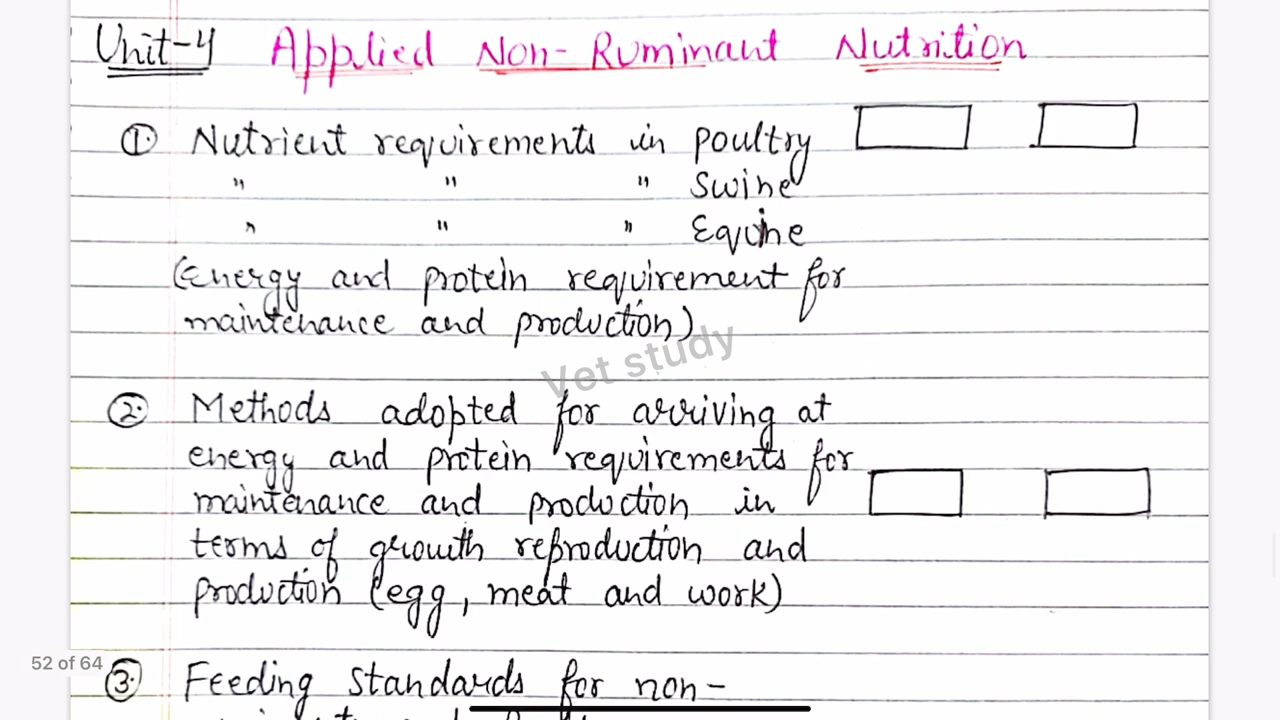 Unit-4 Applied Non-Ruminant Nutrition
① Nutrient requirements in poultry
" " " Swine
" " " Equine
(Energy and protein requirement for
maintenance and production)
Vet study
② Methods adopted for arriving at
energy and protein requirements for
maintenance and production in
terms of growth reproduction and
production (egg, meat and work)
52 of 64
③ Feeding standards for non-